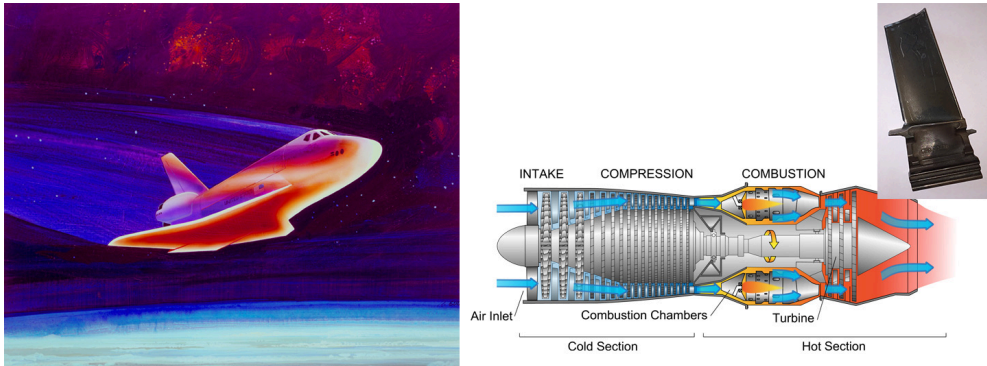 INTAKE
COMPRESSION
COMBUSTION
Air Inlet
Combustion Chambers
Turbine
Cold Section
Hot Section